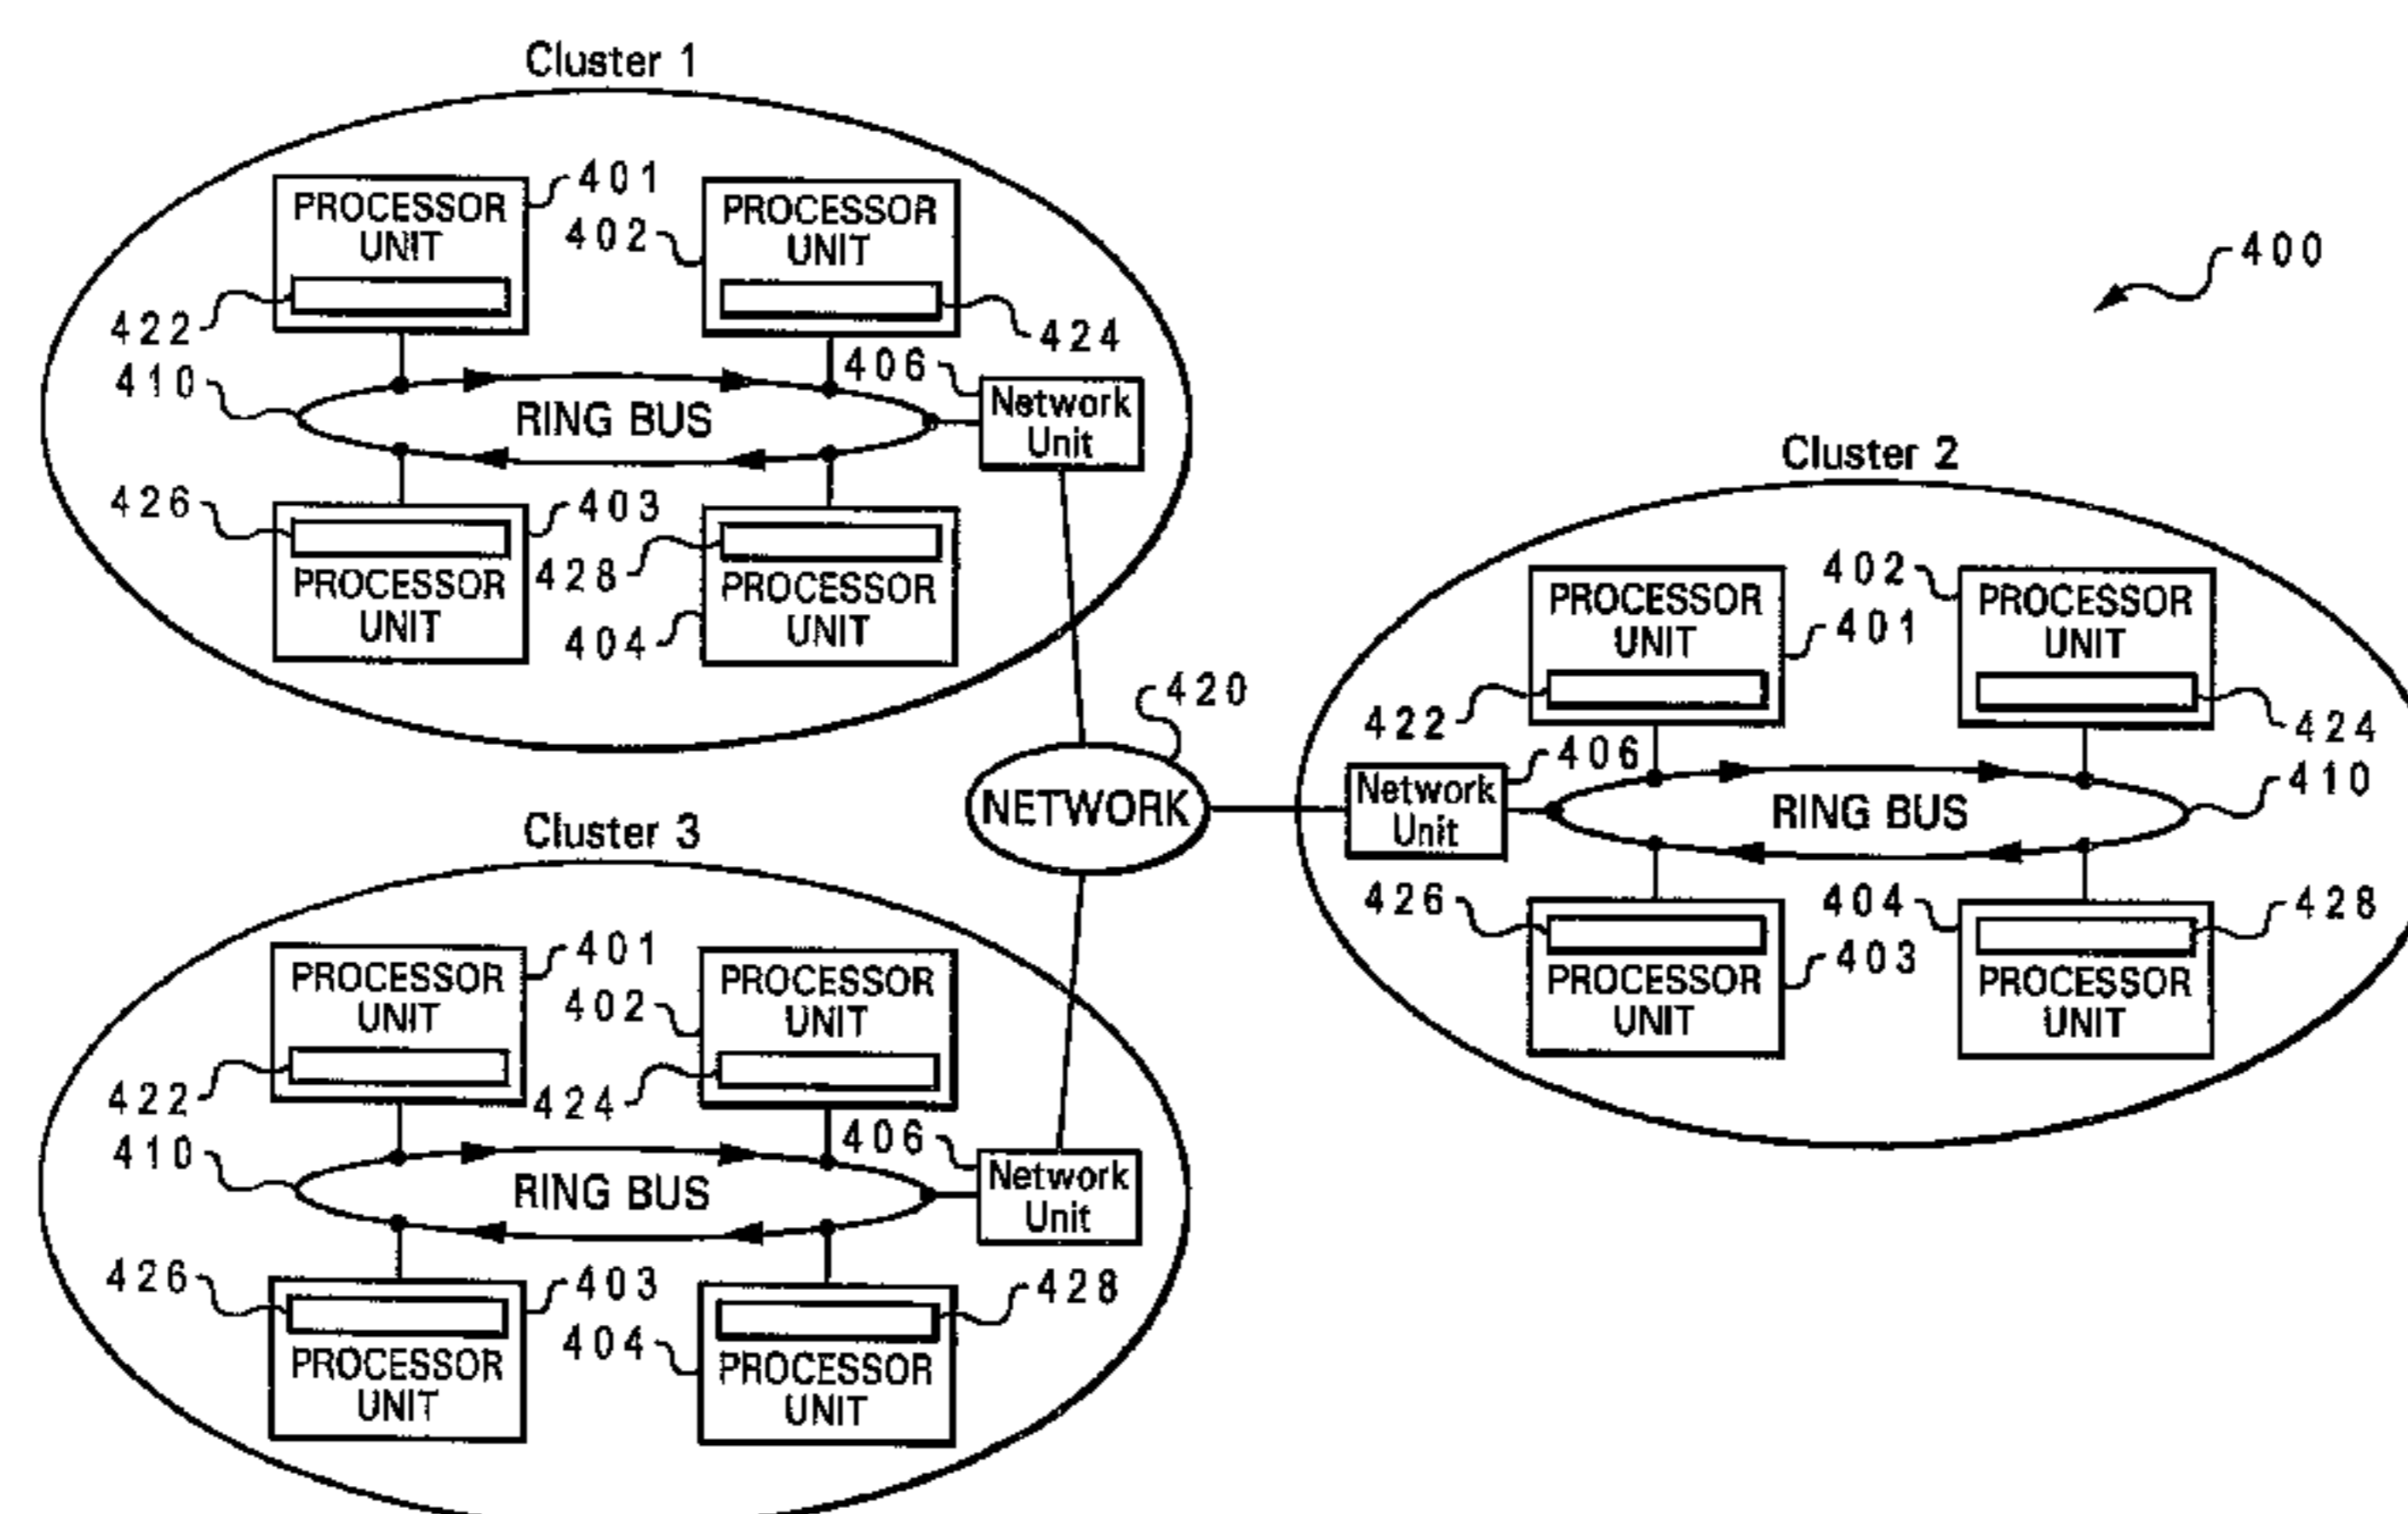 Cluster 1
PROCESSOR
UNIT
401
402
PROCESSOR
UNIT
422
424
410
406
RING BUS
Network
Unit
426
403
PROCESSOR
UNIT
428
404
PROCESSOR
UNIT
400
420
NETWORK
Cluster 2
PROCESSOR
UNIT
401
402
PROCESSOR
UNIT
422
424
406
Network
Unit
RING BUS
410
426
403
PROCESSOR
UNIT
404
428
PROCESSOR
UNIT
Cluster 3
PROCESSOR
UNIT
401
402
PROCESSOR
UNIT
422
424
410
406
RING BUS
Network
Unit
426
403
PROCESSOR
UNIT
428
404
PROCESSOR
UNIT